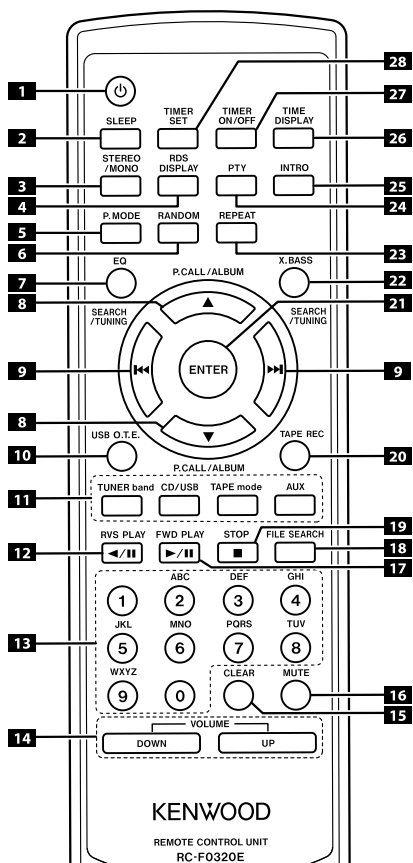 28
1
27
TIMER TIMER TIME
SLEEP SET ON/OFF DISPLAY
2
26
STEREO RDS
/MONO DISPLAY PTY INTRO
3
25
4
24
P.MODE RANDOM REPEAT
5
6
23
EQ P.CALL/ALBUM X.BASS
7
22
8
21
SEARCH SEARCH
/TUNING /TUNING
9 ENTER 9
8
USB O.T.E. TAPE REC
10
20
P.CALL/ALBUM
TUNER band CD/USB TAPE mode AUX
11
19
RVS PLAY FWD PLAY STOP FILE SEARCH
12
18
17
ABC DEF GHI
1 2 3 4
JKL MNO PQRS TUV
13
5 6 7 8
WXYZ CLEAR MUTE
9 0
16
15
VOLUME
14
DOWN UP
KENWOOD
REMOTE CONTROL UNIT
RC-F0320E